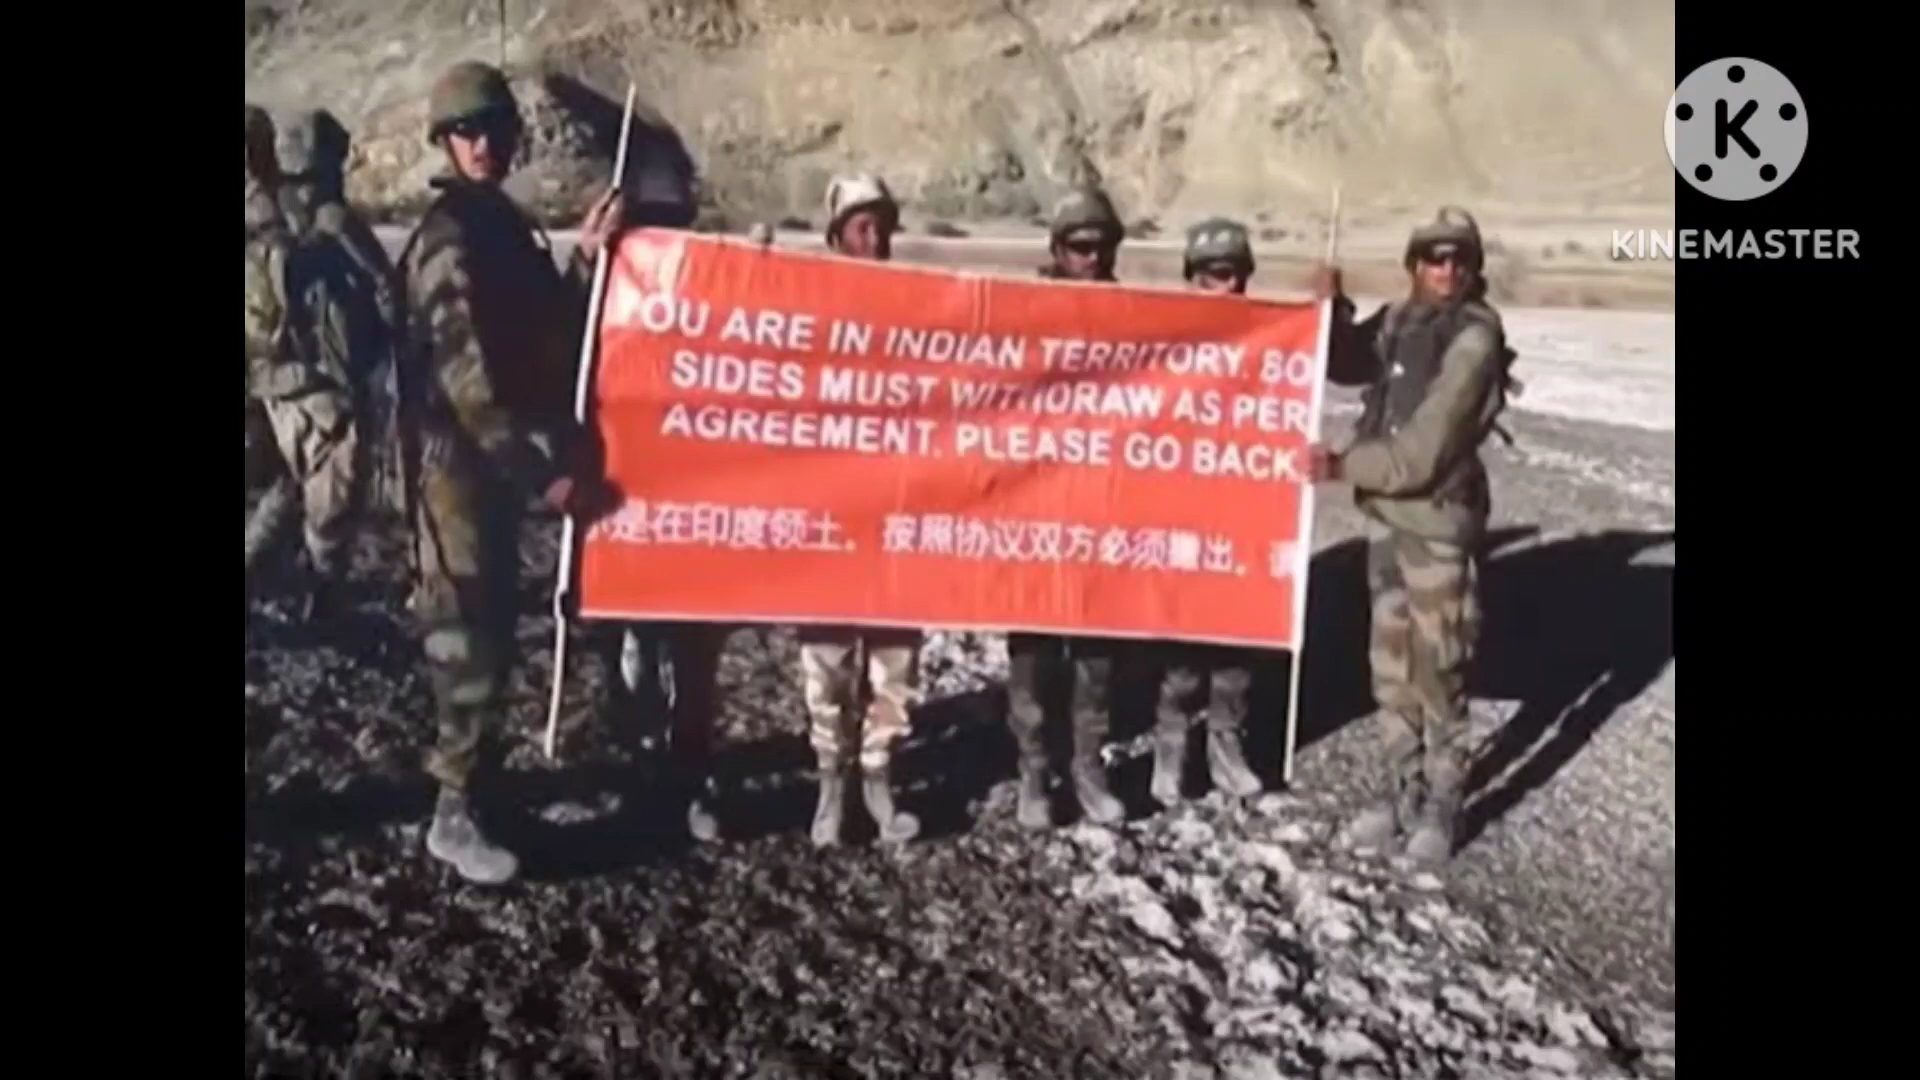 OU ARE IN INDIAN TERRITORY. BO
SIDES MUST WITHDRAW AS PER
AGREEMENT. PLEASE GO BACK.
是在印度领土。按照协议双方必须撤出。请
K
KINEMASTER